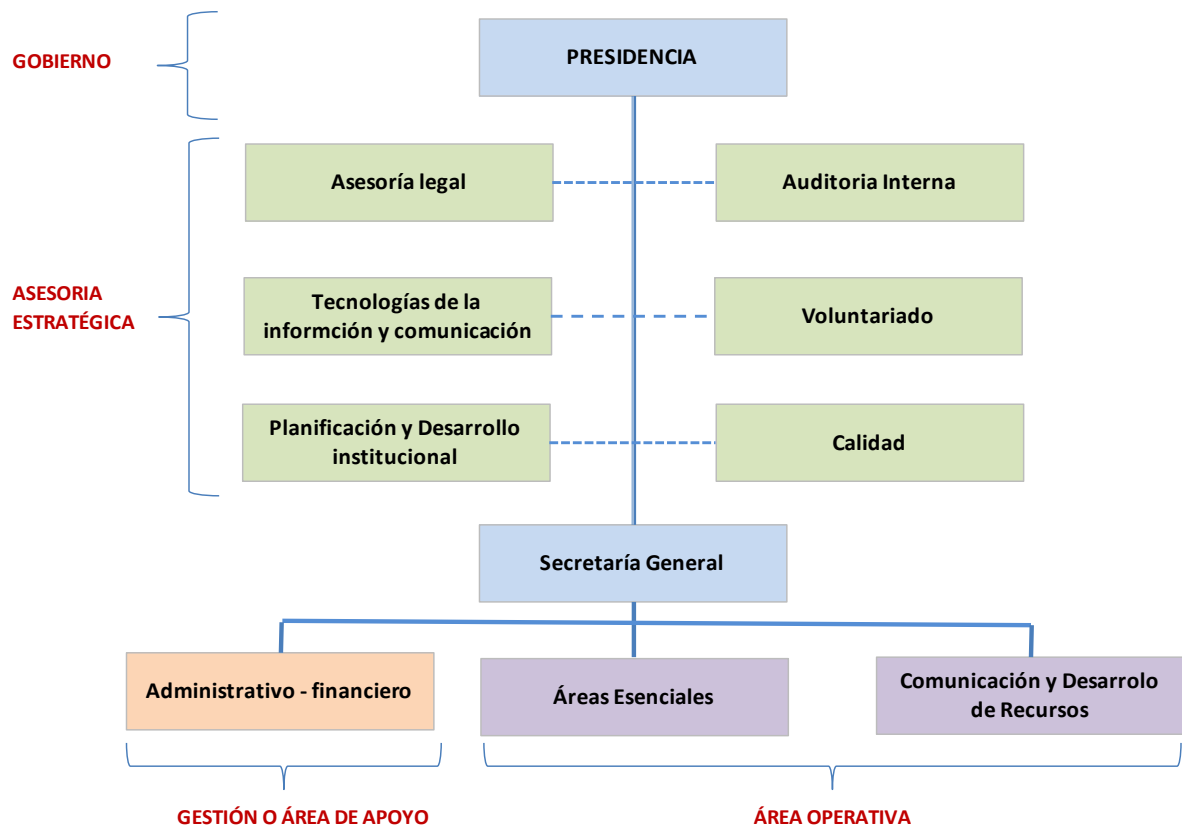 GOBIERNO
PRESIDENCIA
Asesoría legal
Auditoria Interna
ASESORIA
ESTRATÉGICA
Tecnologías de la
informción y comunicación
Voluntariado
Planificación y Desarrollo
institucional
Calidad
Secretaría General
Administrativo - financiero
Áreas Esenciales
Comunicación y Desarrolo
de Recursos
GESTIÓN O ÁREA DE APOYO
ÁREA OPERATIVA